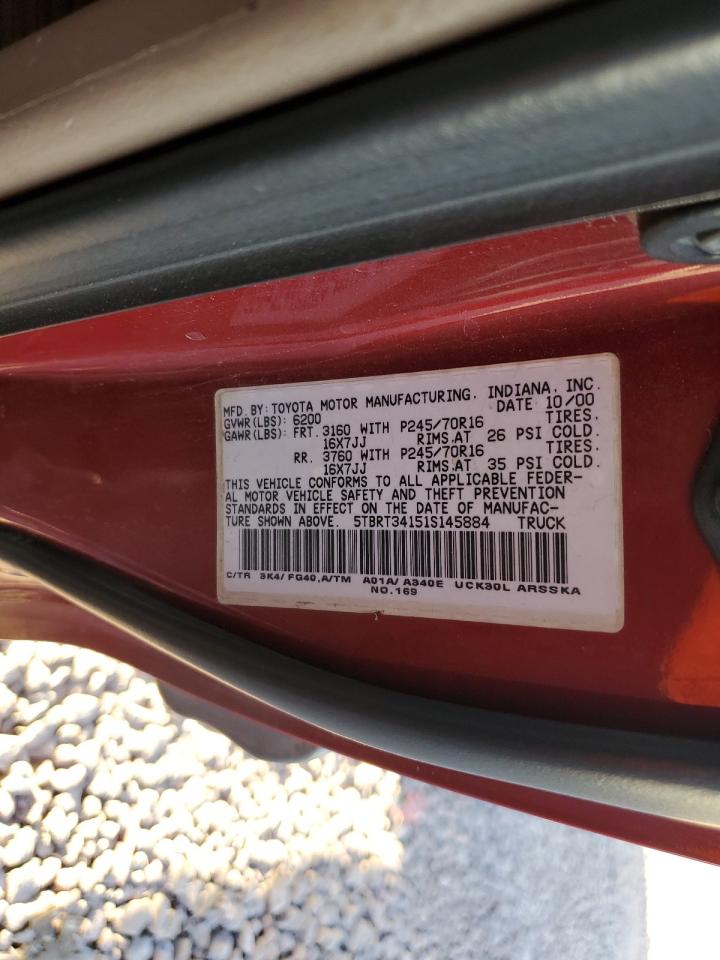 MFD. BY: TOYOTA MOTOR MANUFACTURING, INDIANA, INC.
GVWR(LBS): 6200 DATE 10/00
GAWR(LBS): FRT. 3160 WITH P245/70R16 TIRES,
16X7JJ RIMS,AT 26 PSI COLD.
RR. 3760 WITH P245/70R16 TIRES,
16X7JJ RIMS,AT 35 PSI COLD.
THIS VEHICLE CONFORMS TO ALL APPLICABLE FEDER-
AL MOTOR VEHICLE SAFETY AND THEFT PREVENTION
STANDARDS IN EFFECT ON THE DATE OF MANUFAC-
TURE SHOWN ABOVE. 5TBRT34151S145884 TRUCK
C/TR 3K4/FG40,A/TM A01A/A340E UCK30L ARSSKA
NO.169